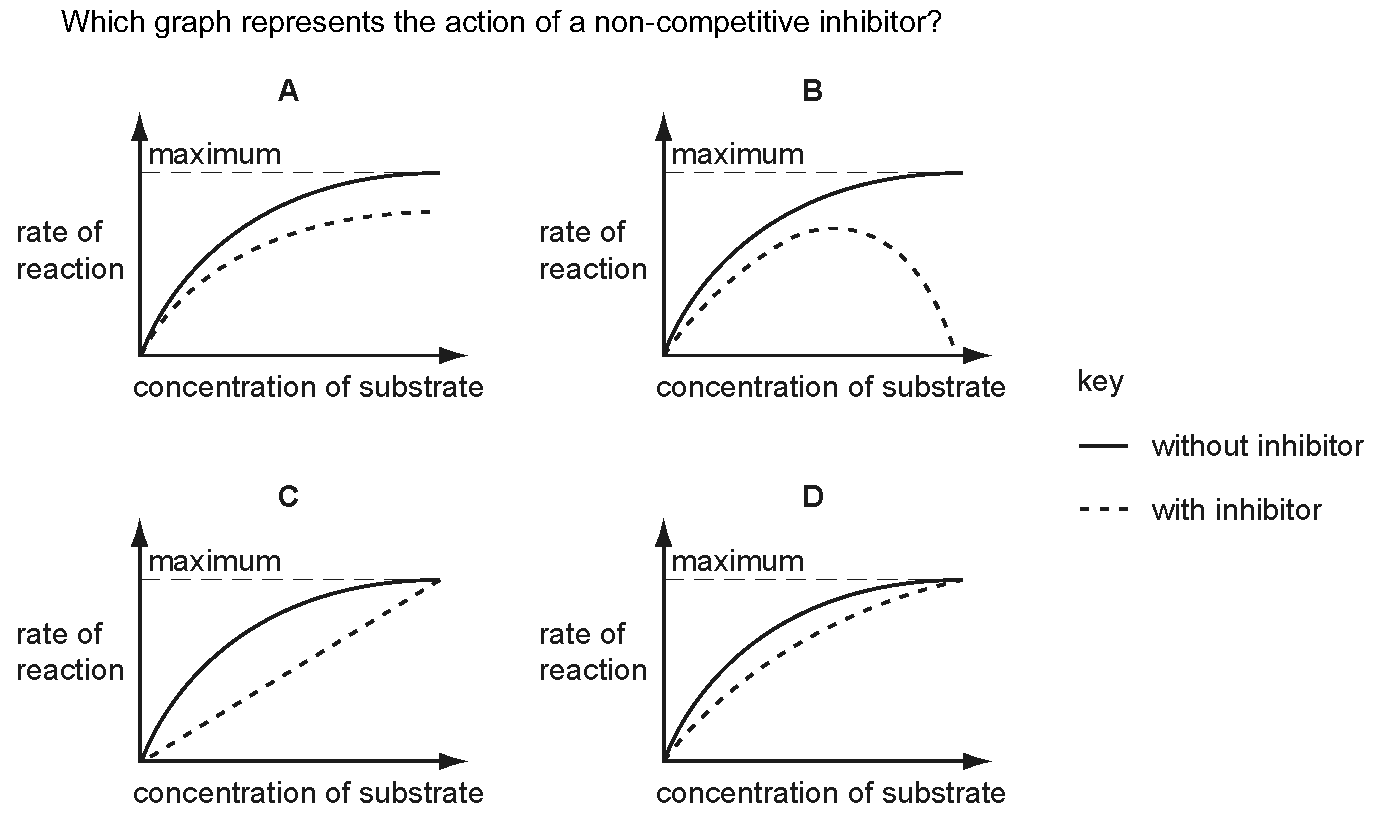 Which graph represents the action of a non-competitive inhibitor?
A
maximum
rate of
reaction
concentration of substrate
B
maximum
rate of
reaction
concentration of substrate
key
without inhibitor
with inhibitor
C
maximum
rate of
reaction
concentration of substrate
D
maximum
rate of
reaction
concentration of substrate